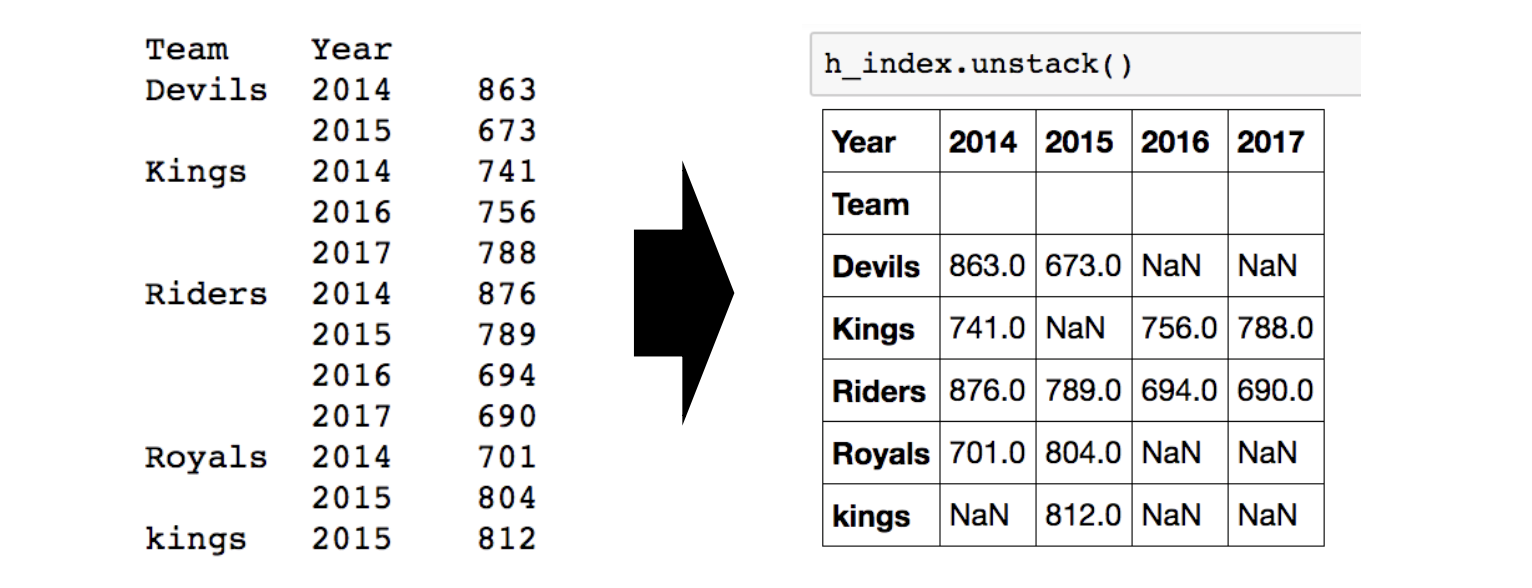 Team Year
Devils 2014 863
2015 673
Kings 2014 741
2016 756
2017 788
Riders 2014 876
2015 789
2016 694
2017 690
Royals 2014 701
2015 804
kings 2015 812
h_index.unstack()
Year 2014 2015 2016 2017
Team
Devils 863.0 673.0 NaN NaN
Kings 741.0 NaN 756.0 788.0
Riders 876.0 789.0 694.0 690.0
Royals 701.0 804.0 NaN NaN
kings NaN 812.0 NaN NaN